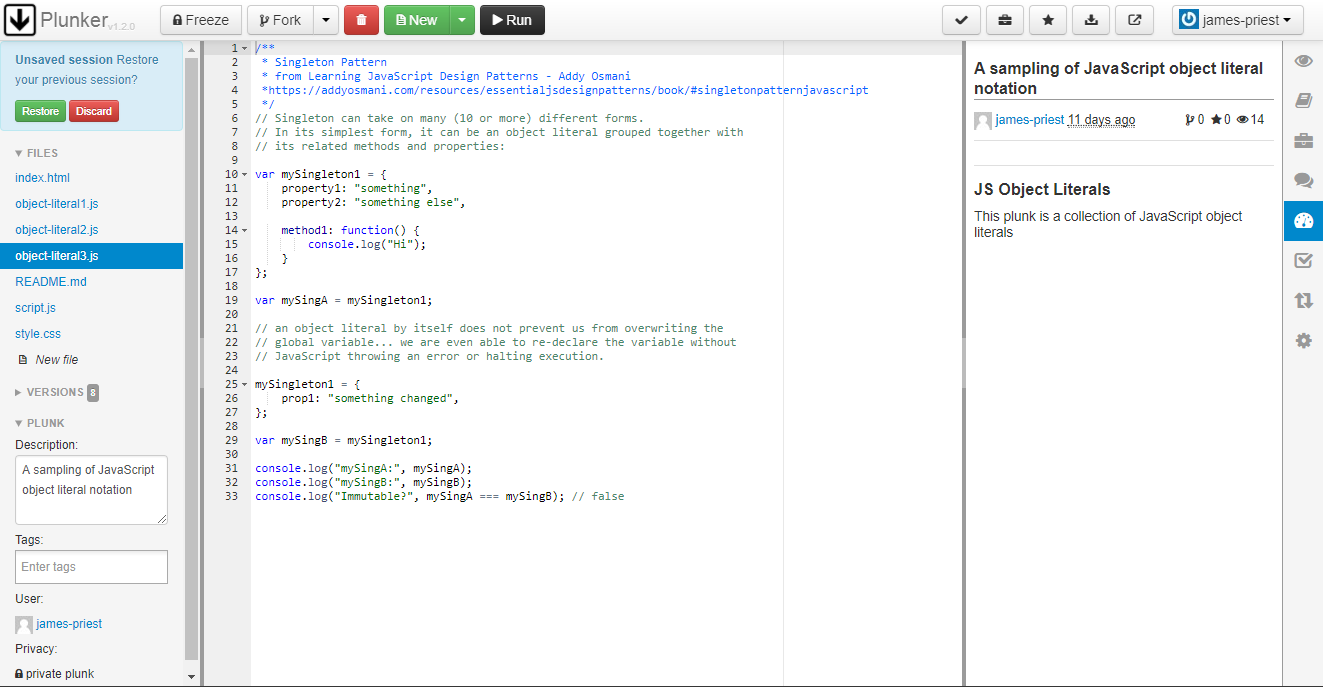 Plunker v1.2.0
Freeze
Fork
New
Run
james-priest
Unsaved session Restore
your previous session?
Restore
Discard
FILES
index.html
object-literal1.js
object-literal2.js
object-literal3.js
README.md
script.js
style.css
New file
VERSIONS 8
PLUNK
Description:
A sampling of JavaScript
object literal notation
Tags:
Enter tags
User:
james-priest
Privacy:
private plunk
1 /**
2  * Singleton Pattern
3  * from Learning JavaScript Design Patterns - Addy Osmani
4  *https://addyosmani.com/resources/essentialjsdesignpatterns/book/#singletonpatternjavascript
5  */
6 // Singleton can take on many (10 or more) different forms.
7 // In its simplest form, it can be an object literal grouped together with
8 // its related methods and properties:
9
10 var mySingleton1 = {
11     property1: "something",
12     property2: "something else",
13
14     method1: function() {
15         console.log("Hi");
16     }
17 };
18
19 var mySingA = mySingleton1;
20
21 // an object literal by itself does not prevent us from overwriting the
22 // global variable... we are even able to re-declare the variable without
23 // JavaScript throwing an error or halting execution.
24
25 mySingleton1 = {
26     prop1: "something changed",
27 };
28
29 var mySingB = mySingleton1;
30
31 console.log("mySingA:", mySingA);
32 console.log("mySingB:", mySingB);
33 console.log("Immutable?", mySingA === mySingB); // false
A sampling of JavaScript object literal
notation
james-priest 11 days ago 0 0 14
JS Object Literals
This plunk is a collection of JavaScript object
literals